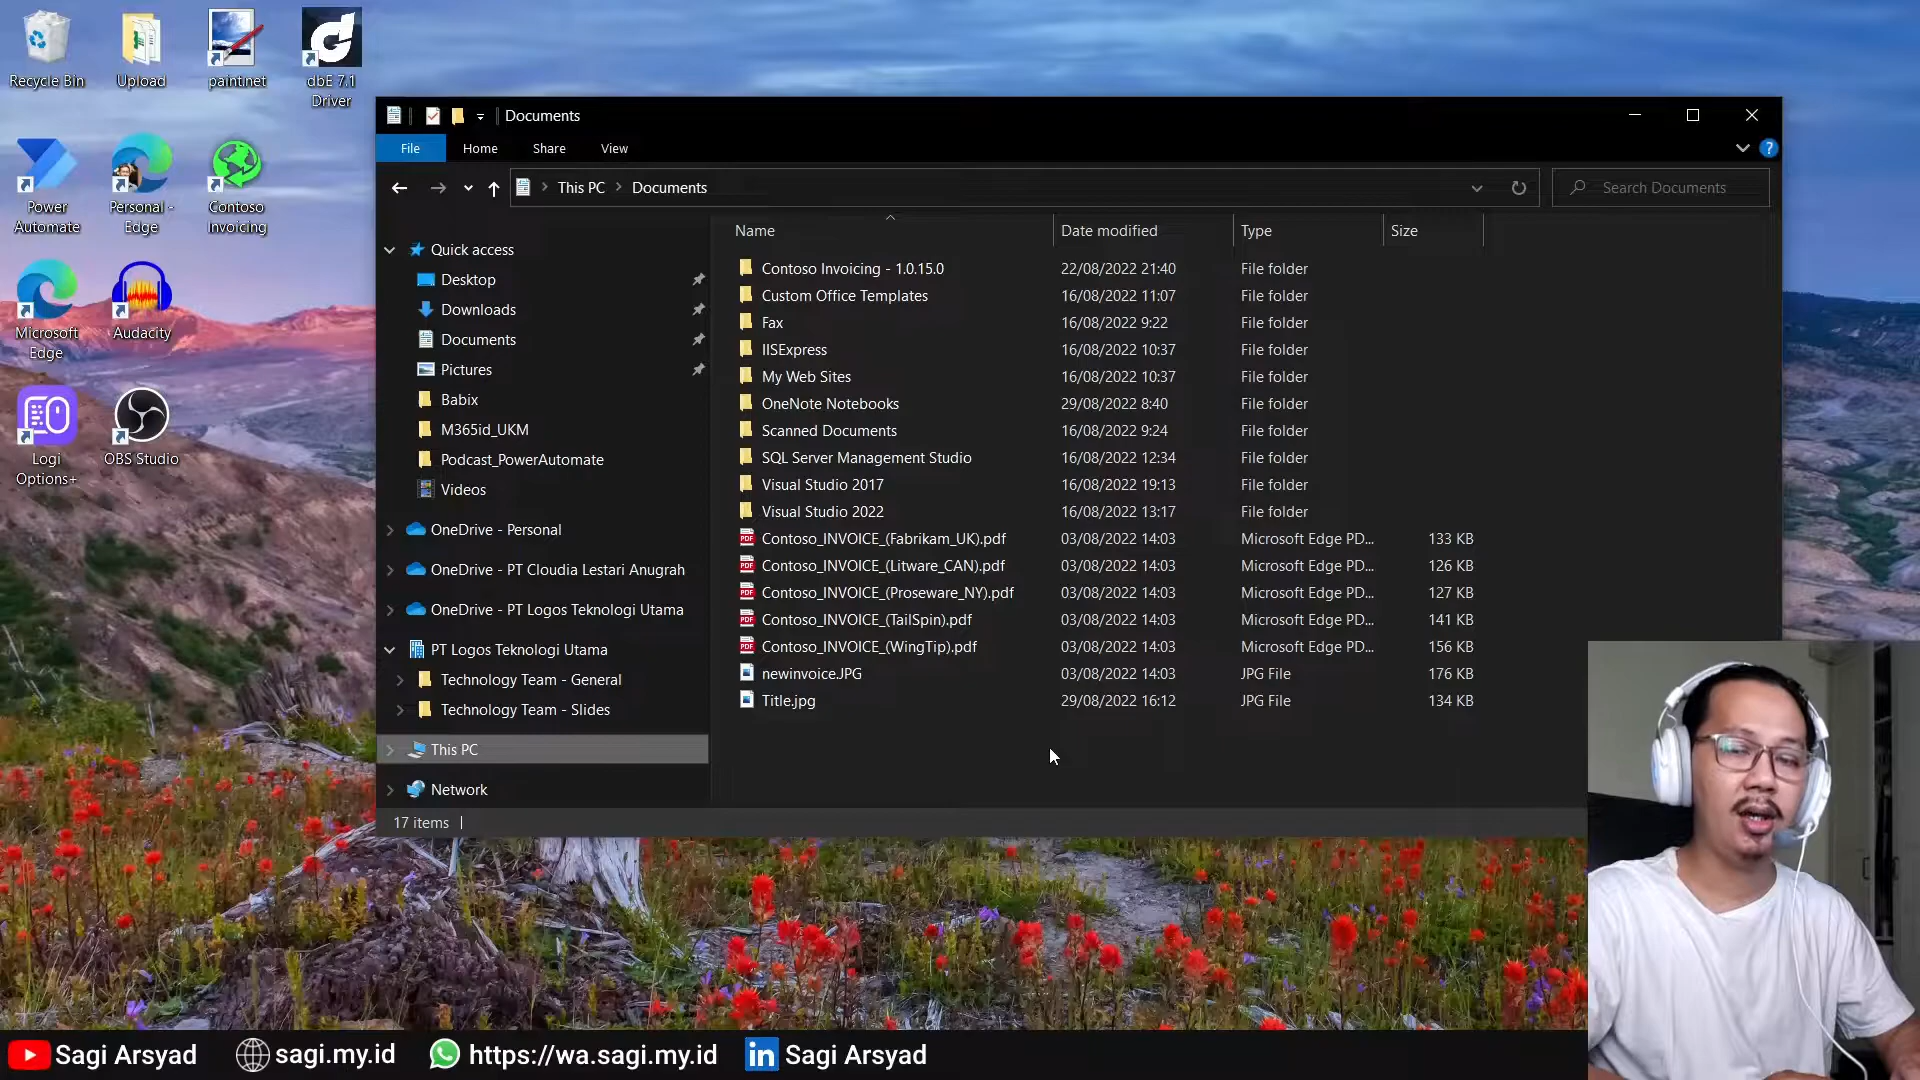 Recycle Bin
Upload
paint.net
dbE 7.1
Driver
Power
Automate
Personal -
Edge
Contoso
Invoicing
Microsoft
Edge
Audacity
Logi
Options+
OBS Studio
Documents
File
Home
Share
View
?
This PC
Documents
Search Documents
Quick access
Desktop
Downloads
Documents
Pictures
Babix
M365id_UKM
Podcast_PowerAutomate
Videos
OneDrive - Personal
OneDrive - PT Cloudia Lestari Anugrah
OneDrive - PT Logos Teknologi Utama
PT Logos Teknologi Utama
Technology Team - General
Technology Team - Slides
This PC
Network
Name Date modified Type Size
Contoso Invoicing - 1.0.15.0 22/08/2022 21:40 File folder
Custom Office Templates 16/08/2022 11:07 File folder
Fax 16/08/2022 9:22 File folder
IISExpress 16/08/2022 10:37 File folder
My Web Sites 16/08/2022 10:37 File folder
OneNote Notebooks 29/08/2022 8:40 File folder
Scanned Documents 16/08/2022 9:24 File folder
SQL Server Management Studio 16/08/2022 12:34 File folder
Visual Studio 2017 16/08/2022 19:13 File folder
Visual Studio 2022 16/08/2022 13:17 File folder
Contoso_INVOICE_(Fabrikam_UK).pdf 03/08/2022 14:03 Microsoft Edge PD... 133 KB
Contoso_INVOICE_(Litware_CAN).pdf 03/08/2022 14:03 Microsoft Edge PD... 126 KB
Contoso_INVOICE_(Proseware_NY).pdf 03/08/2022 14:03 Microsoft Edge PD... 127 KB
Contoso_INVOICE_(TailSpin).pdf 03/08/2022 14:03 Microsoft Edge PD... 141 KB
Contoso_INVOICE_(WingTip).pdf 03/08/2022 14:03 Microsoft Edge PD... 156 KB
newinvoice.JPG 03/08/2022 14:03 JPG File 176 KB
Title.jpg 29/08/2022 16:12 JPG File 134 KB
17 items
Sagi Arsyad sagi.my.id https://wa.sagi.my.id in Sagi Arsyad